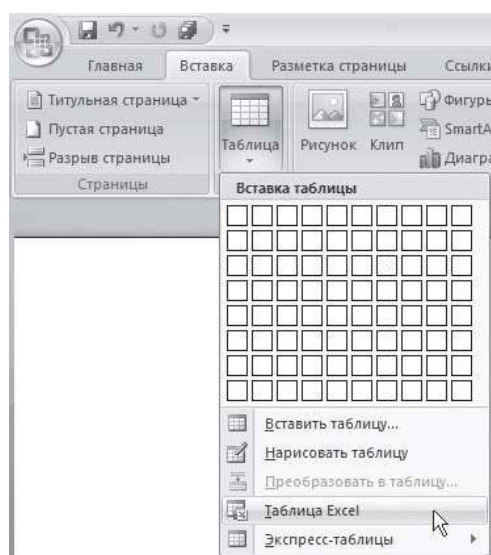 Главная Вставка Разметка страницы Ссылки
Титульная страница
Пустая страница
Разрыв страницы
Страницы
Таблица
Рисунок
Клип
Фигуры
SmartA
Диагра
Вставка таблицы
Вставить таблицу...
Нарисовать таблицу
Преобразовать в таблицу...
Таблица Excel
Экспресс-таблицы